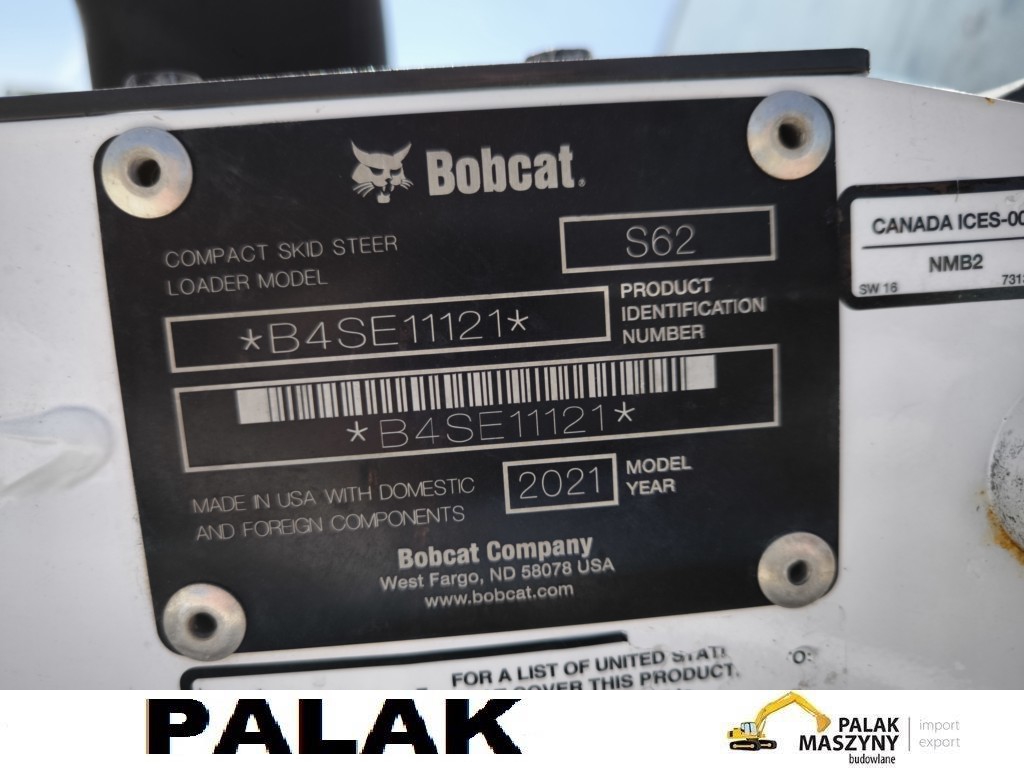 Bobcat®
COMPACT SKID STEER
LOADER MODEL
S62
*B4SE11121*
PRODUCT
IDENTIFICATION
NUMBER
*B4SE11121*
MADE IN USA WITH DOMESTIC
AND FOREIGN COMPONENTS
2021
MODEL
YEAR
Bobcat Company
West Fargo, ND 58078 USA
www.bobcat.com
CANADA ICES-00
NMB2
SW 16
731
FOR A LIST OF UNITED
COVER THIS PRODUCT.
PALAK
PALAK
MASZYNY
budowlane
import
export